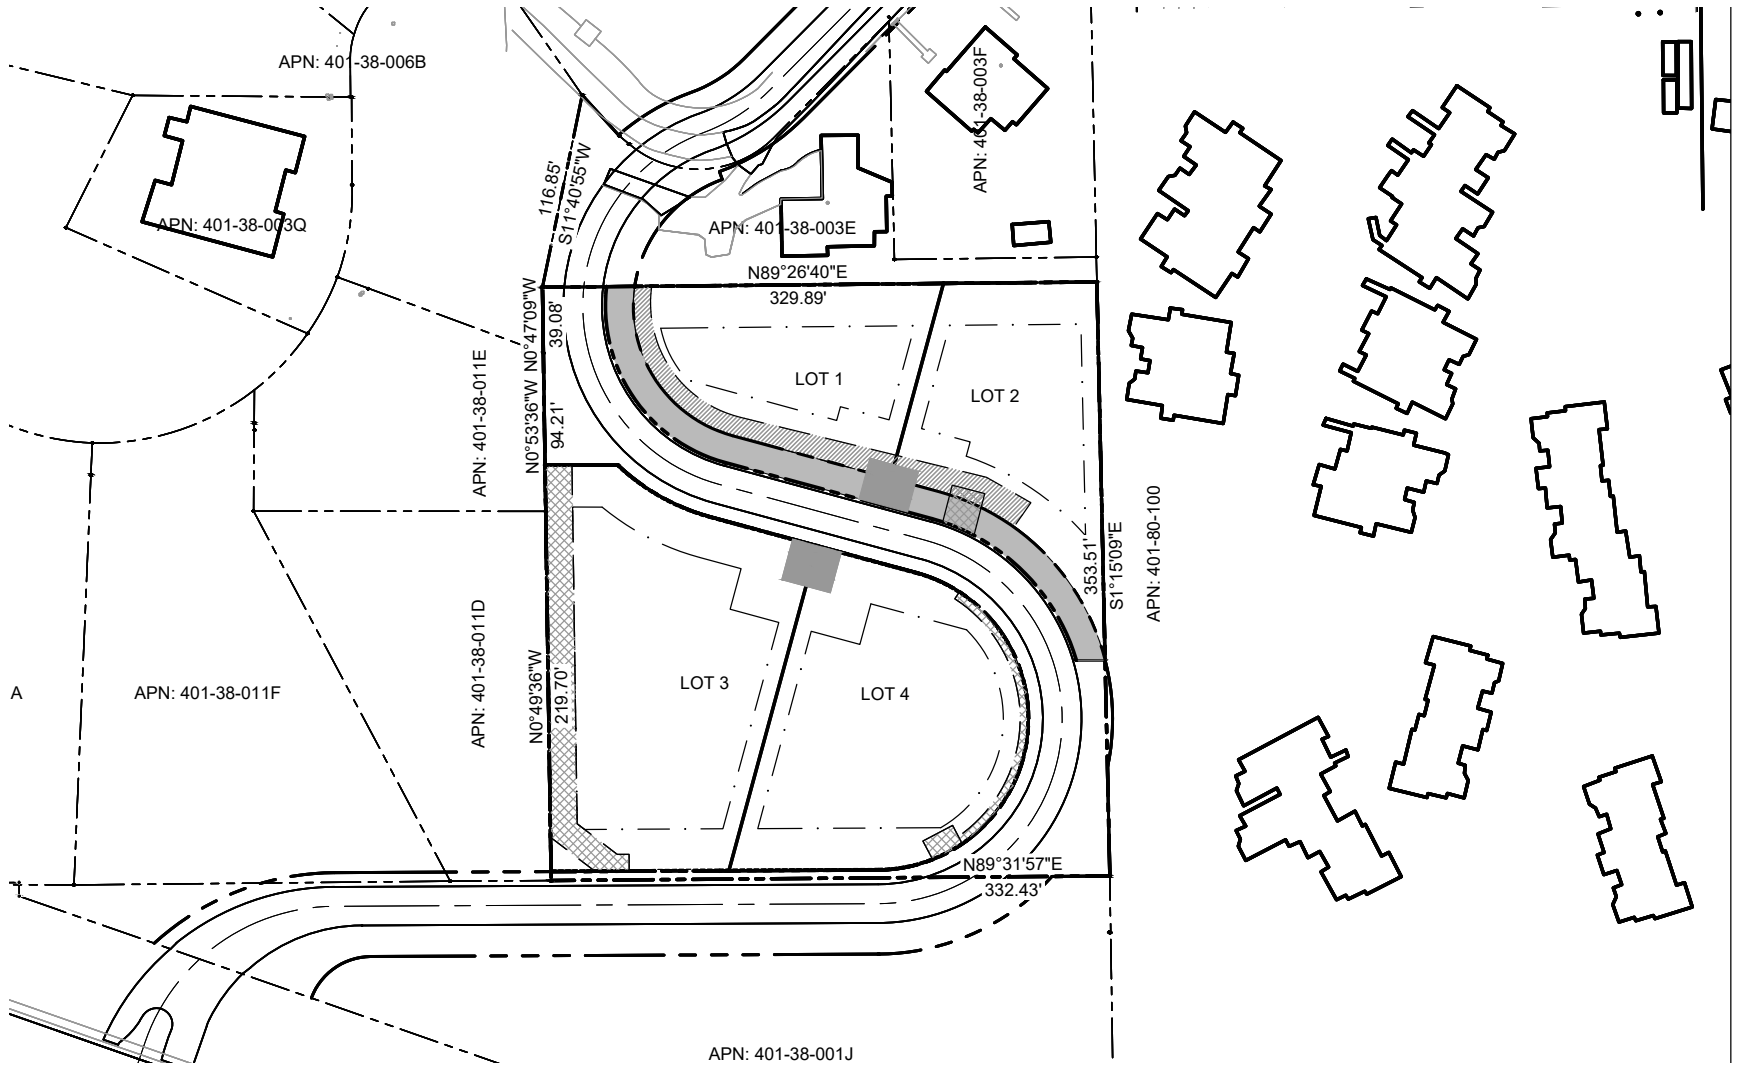 APN: 401-38-006B
APN: 401-38-003F
116.85'
S11°40'55"W
APN: 401-38-003Q
APN: 401-38-003E
N89°26'40"E
329.89'
N0°47'09"W
39.08'
APN: 401-38-011E
N0°53'36"W
94.21'
LOT 1
LOT 2
353.51'
S1°15'09"E
APN: 401-80-100
APN: 401-38-011D
N0°49'36"W
219.70'
LOT 3
LOT 4
A
APN: 401-38-011F
N89°31'57"E
332.43'
APN: 401-38-001J